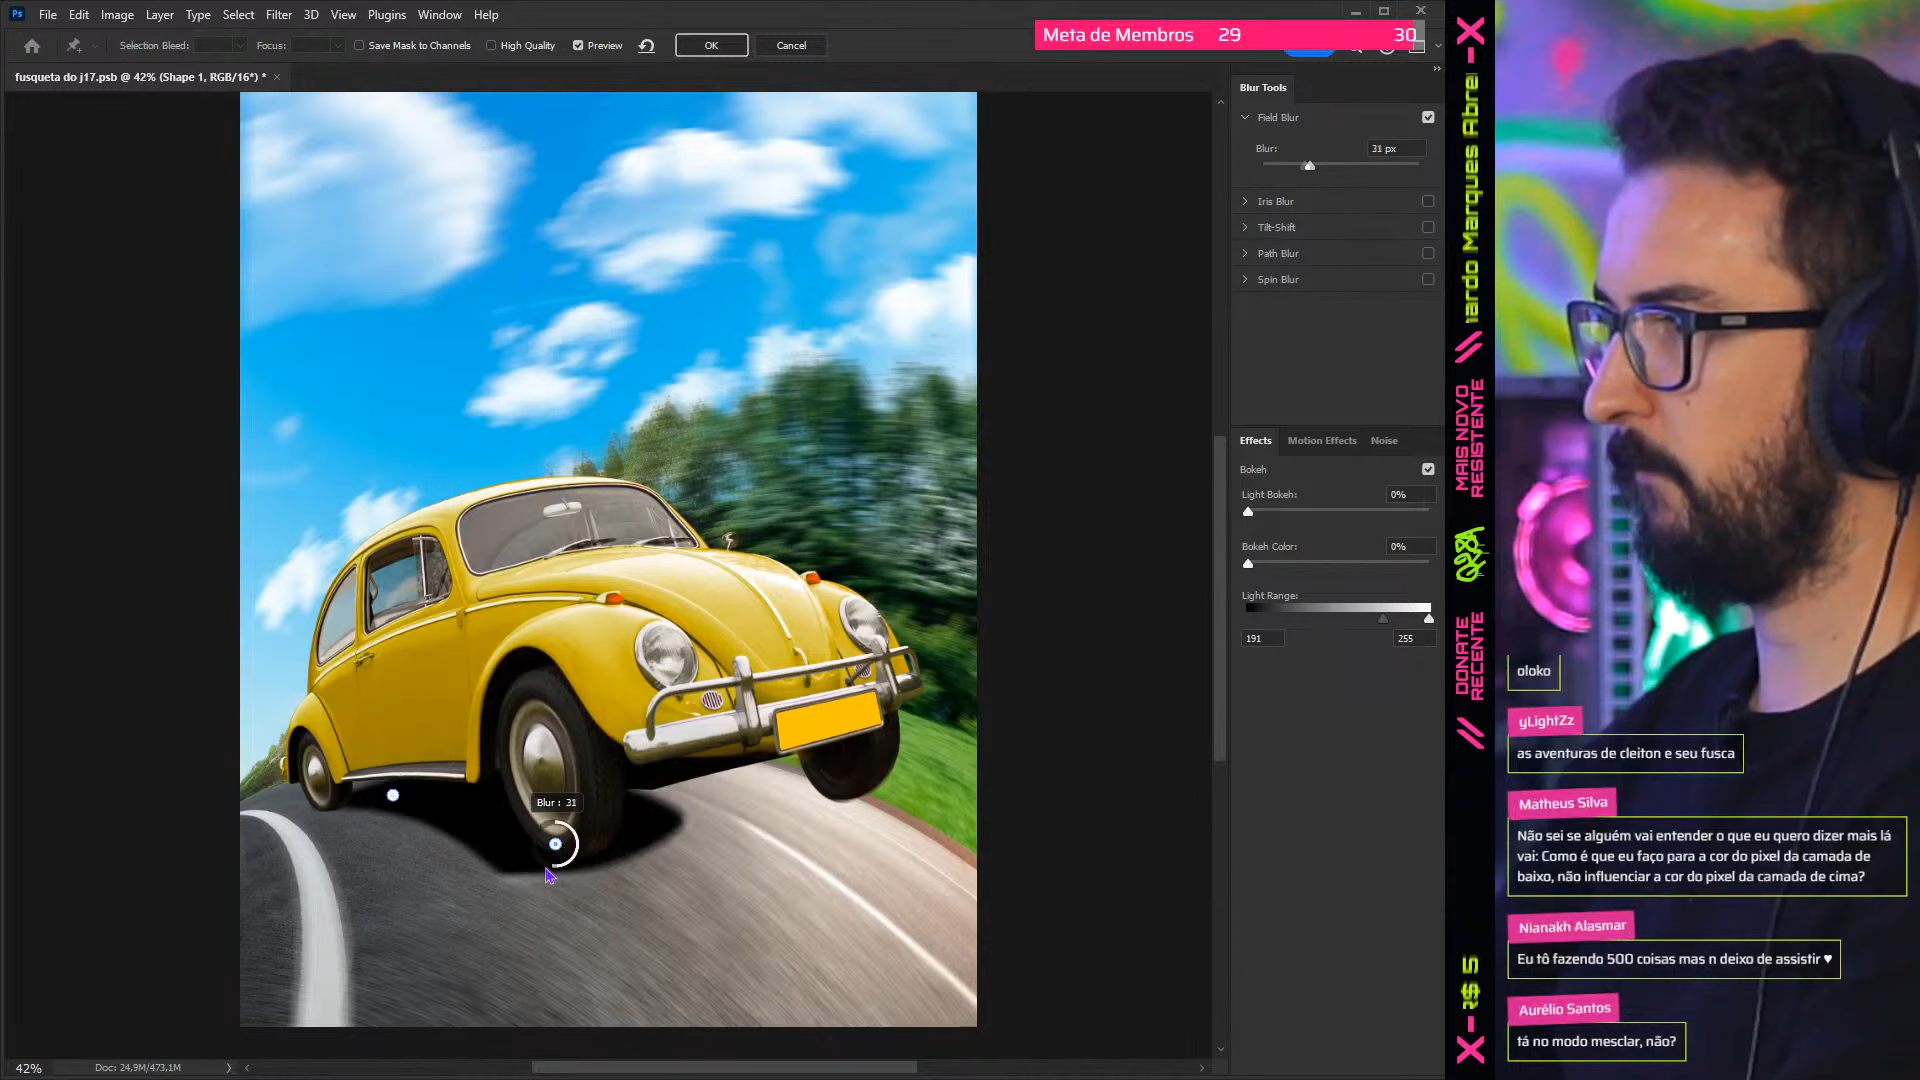 File Edit Image Layer Type Select Filter 3D View Plugins Window Help
Selection Bleed: Focus: Save Mask to Channels High Quality Preview OK Cancel
Meta de Membros 29 30
fusqueta do j17.psb @ 42% (Shape 1, RGB/16*) *
Blur Tools
Field Blur
Blur: 31 px
Iris Blur
Tilt-Shift
Path Blur
Spin Blur
Effects Motion Effects Noise
Bokeh
Light Bokeh: 0%
Bokeh Color: 0%
Light Range:
191 255
Blur : 31
42% Doc: 24,9M/473,1M
Marques Abre
MAIS NOVO
RESISTENTE
DONATE
RECENTE
R$ 5
oloko
yLightZz
as aventuras de cleiton e seu fusca
Matheus Silva
Não sei se alguém vai entender o que eu quero dizer mais lá
vai: Como é que eu faço para a cor do pixel da camada de
baixo, não influenciar a cor do pixel da camada de cima?
Nianakh Alasmar
Eu tô fazendo 500 coisas mas n deixo de assistir ♥
Aurélio Santos
tá no modo mesclar, não?